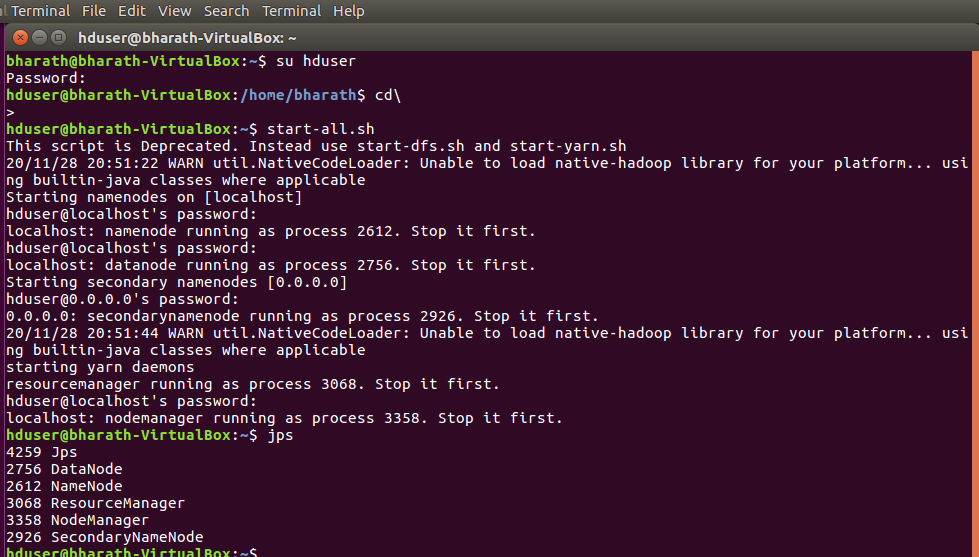 Terminal File Edit View Search Terminal Help
hduser@bharath-VirtualBox: ~
bharath@bharath-VirtualBox:~$ su hduser
Password:
hduser@bharath-VirtualBox:/home/bharath$ cd\
>
hduser@bharath-VirtualBox:~$ start-all.sh
This script is Deprecated. Instead use start-dfs.sh and start-yarn.sh
20/11/28 20:51:22 WARN util.NativeCodeLoader: Unable to load native-hadoop library for your platform... usi
ng builtin-java classes where applicable
Starting namenodes on [localhost]
hduser@localhost's password:
localhost: namenode running as process 2612. Stop it first.
hduser@localhost's password:
localhost: datanode running as process 2756. Stop it first.
Starting secondary namenodes [0.0.0.0]
hduser@0.0.0.0's password:
0.0.0.0: secondarynamenode running as process 2926. Stop it first.
20/11/28 20:51:44 WARN util.NativeCodeLoader: Unable to load native-hadoop library for your platform... usi
ng builtin-java classes where applicable
starting yarn daemons
resourcemanager running as process 3068. Stop it first.
hduser@localhost's password:
localhost: nodemanager running as process 3358. Stop it first.
hduser@bharath-VirtualBox:~$ jps
4259 Jps
2756 DataNode
2612 NameNode
3068 ResourceManager
3358 NodeManager
2926 SecondaryNameNode
hduser@bharath-VirtualBox:~$